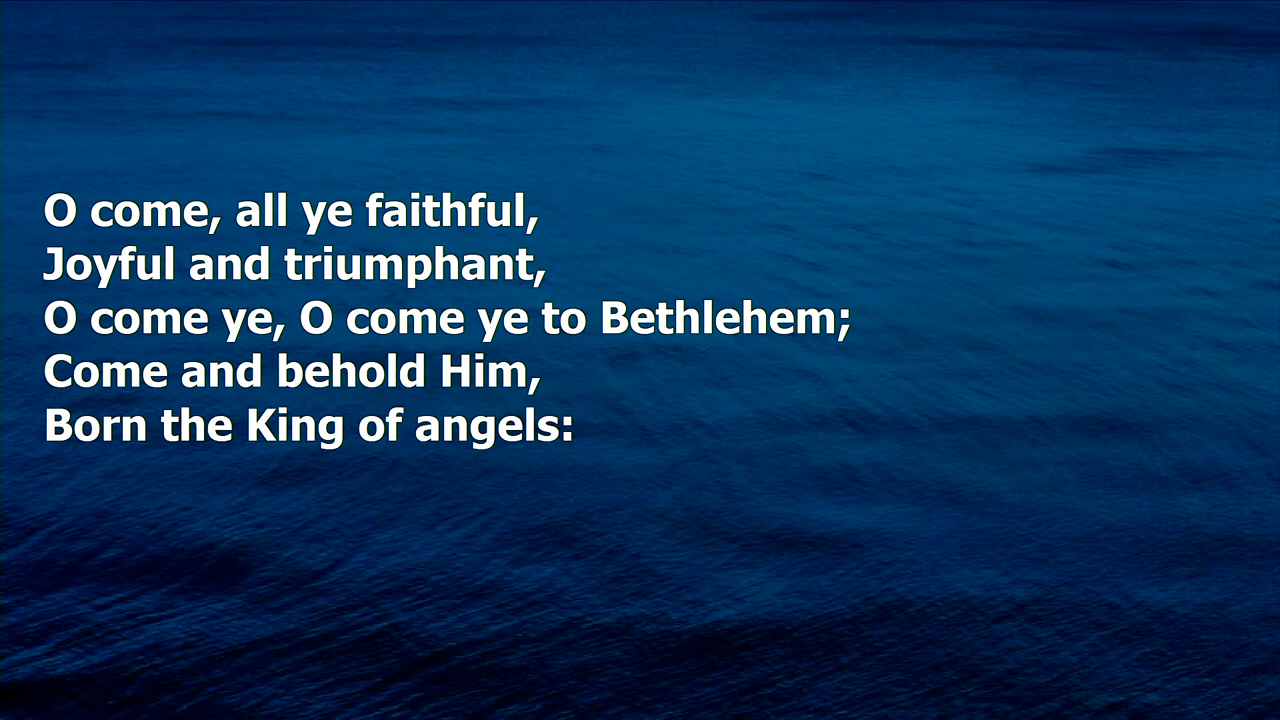 O come, all ye faithful,
Joyful and triumphant,
O come ye, O come ye to Bethlehem;
Come and behold Him,
Born the King of angels: